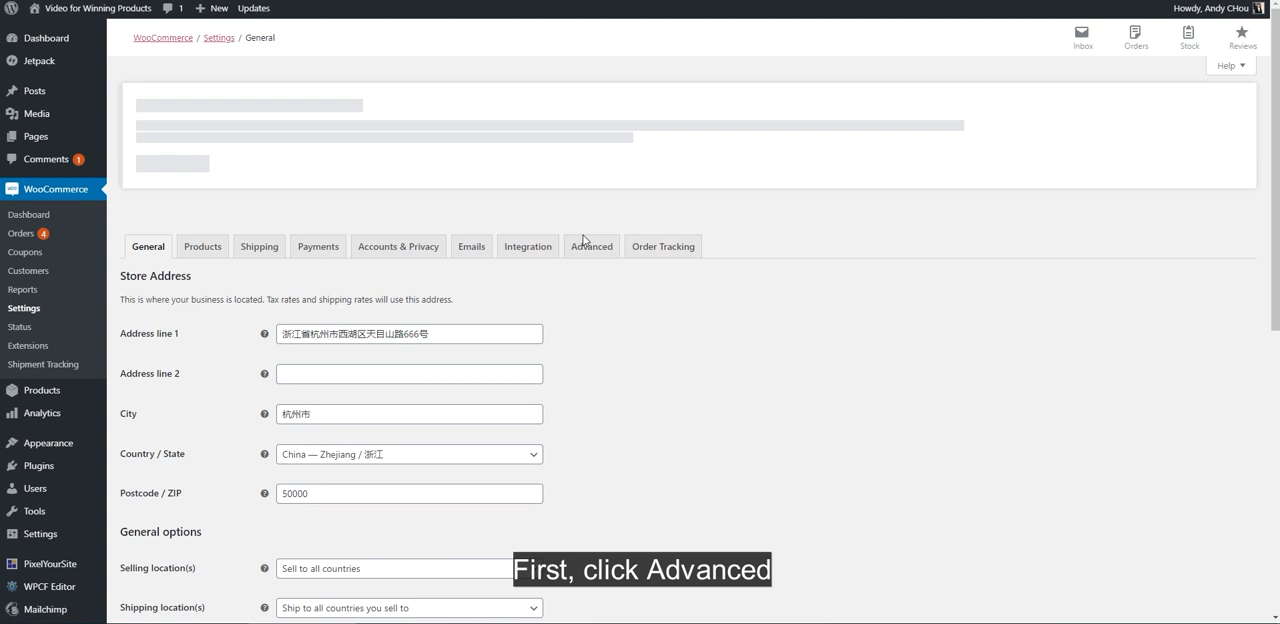 Video for Winning Products 1 New Updates Howdy, Andy CHou
Dashboard
Jetpack
Posts
Media
Pages
Comments 1
WooCommerce
Dashboard
Orders 4
Coupons
Customers
Reports
Settings
Status
Extensions
Shipment Tracking
Products
Analytics
Appearance
Plugins
Users
Tools
Settings
PixelYourSite
WPCF Editor
Mailchimp
WooCommerce / Settings / General
Inbox Orders Stock Reviews
Help
General Products Shipping Payments Accounts & Privacy Emails Integration Advanced Order Tracking
Store Address
This is where your business is located. Tax rates and shipping rates will use this address.
Address line 1 浙江省杭州市西湖区天目山路666号
Address line 2
City 杭州市
Country / State China — Zhejiang / 浙江
Postcode / ZIP 50000
General options
Selling location(s) Sell to all countries
Shipping location(s) Ship to all countries you sell to
First, click Advanced